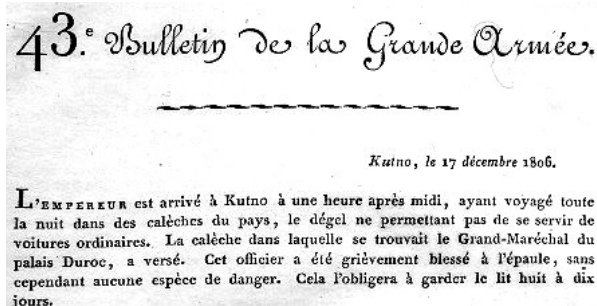 43.e Bulletin de la Grande Armée.
Kutno, le 17 décembre 1806.
L'EMPEREUR est arrivé à Kutno à une heure après midi, ayant voyagé toute
la nuit dans des calèches du pays, le dégel ne permettant pas de se servir de
voitures ordinaires. La calèche dans laquelle se trouvait le Grand-Maréchal du
palais Duroc, a versé. Cet officier a été grièvement blessé à l'épaule, sans
cependant aucune espèce de danger. Cela l'obligera à garder le lit huit à dix
jours.